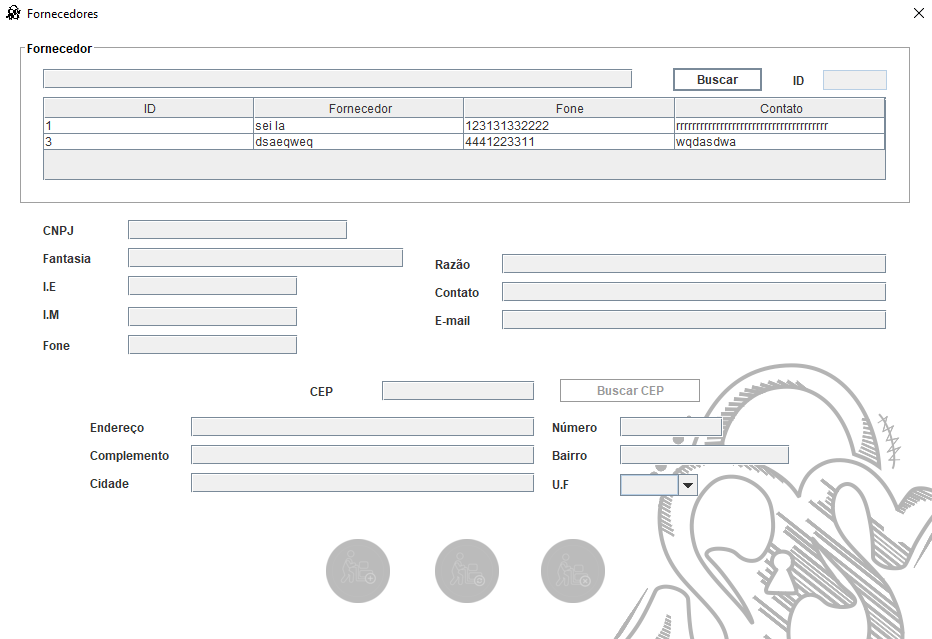 Fornecedores
Fornecedor
Buscar ID
ID Fornecedor Fone Contato
1 sei la 123131332222 rrrrrrrrrrrrrrrrrrrrrrrrrrrrrrrrrrrrrr
3 dsaeqweq 4441223311 wqdasdwa
CNPJ
Fantasia
Razão
I.E
Contato
I.M
E-mail
Fone
CEP Buscar CEP
Endereço Número
Complemento Bairro
Cidade U.F